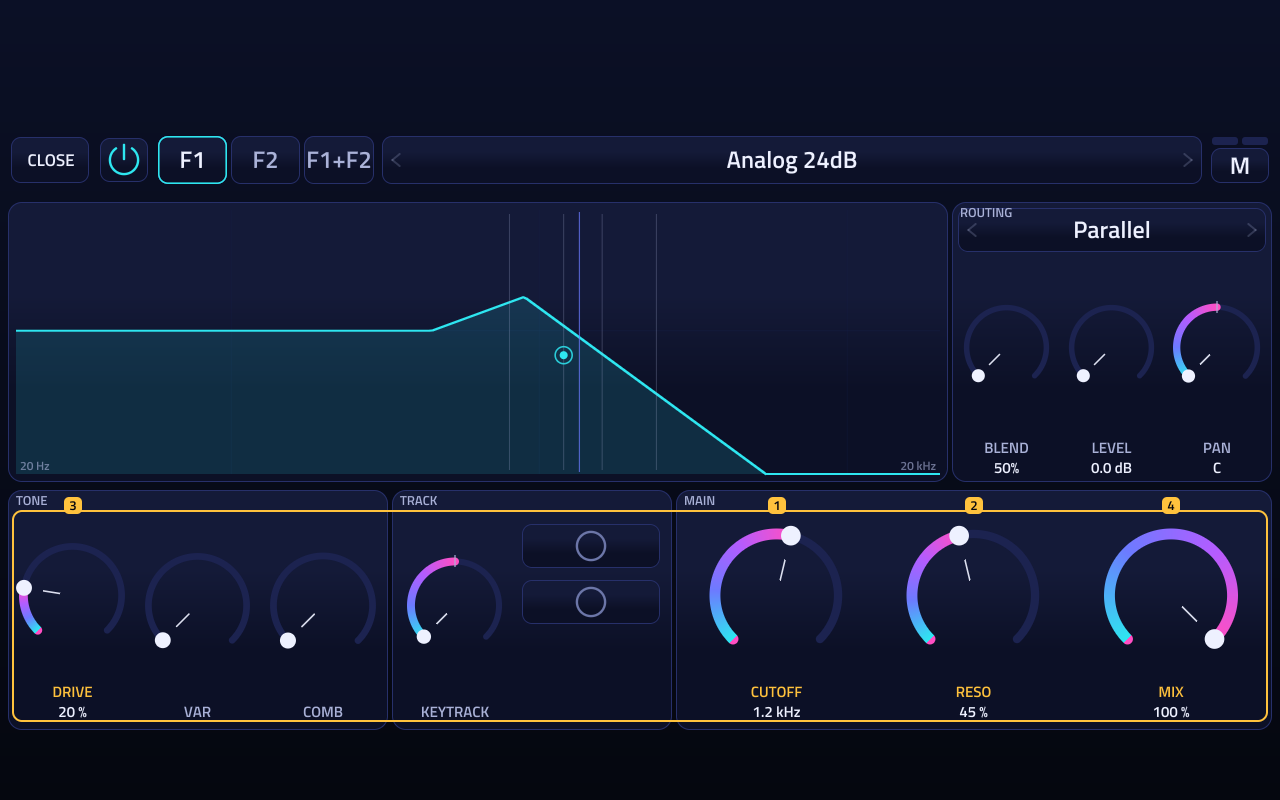 CLOSE
F1
F2
F1+F2
Analog 24dB
M
ROUTING
Parallel
20 Hz
20 kHz
BLEND
LEVEL
PAN
50%
0.0 dB
C
TONE
3
TRACK
MAIN
1
2
4
DRIVE
20 %
VAR
COMB
KEYTRACK
CUTOFF
1.2 kHz
RESO
45 %
MIX
100 %